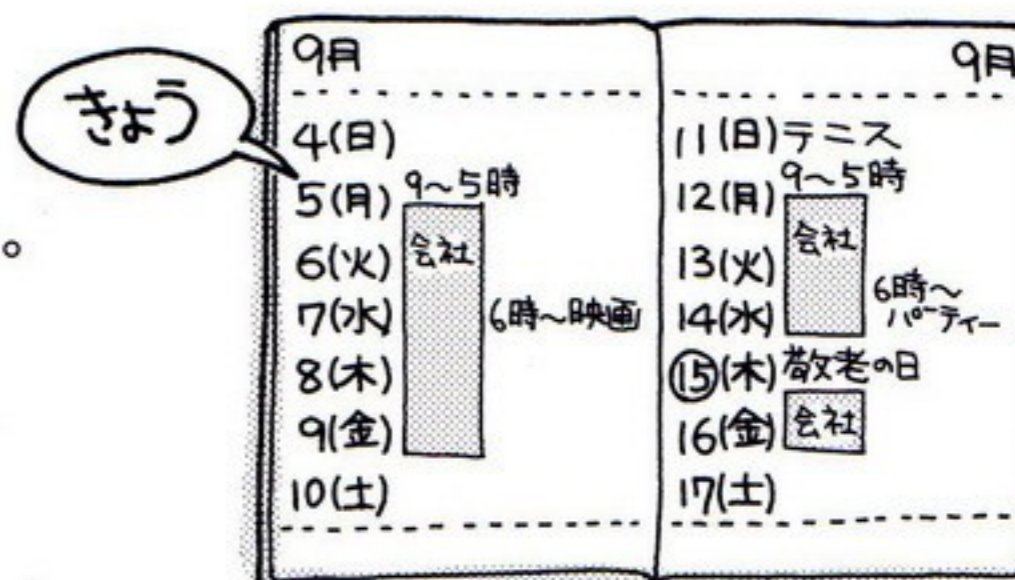 きょう
9月
4(日)
5(月) 9〜5時
6(火) 会社
7(水) 6時〜映画
8(木)
9(金)
10(土)
9月
11(日)テニス
12(月) 9〜5時
13(火) 会社
14(水) 6時〜パーティー
15(木)敬老の日
16(金) 会社
17(土)